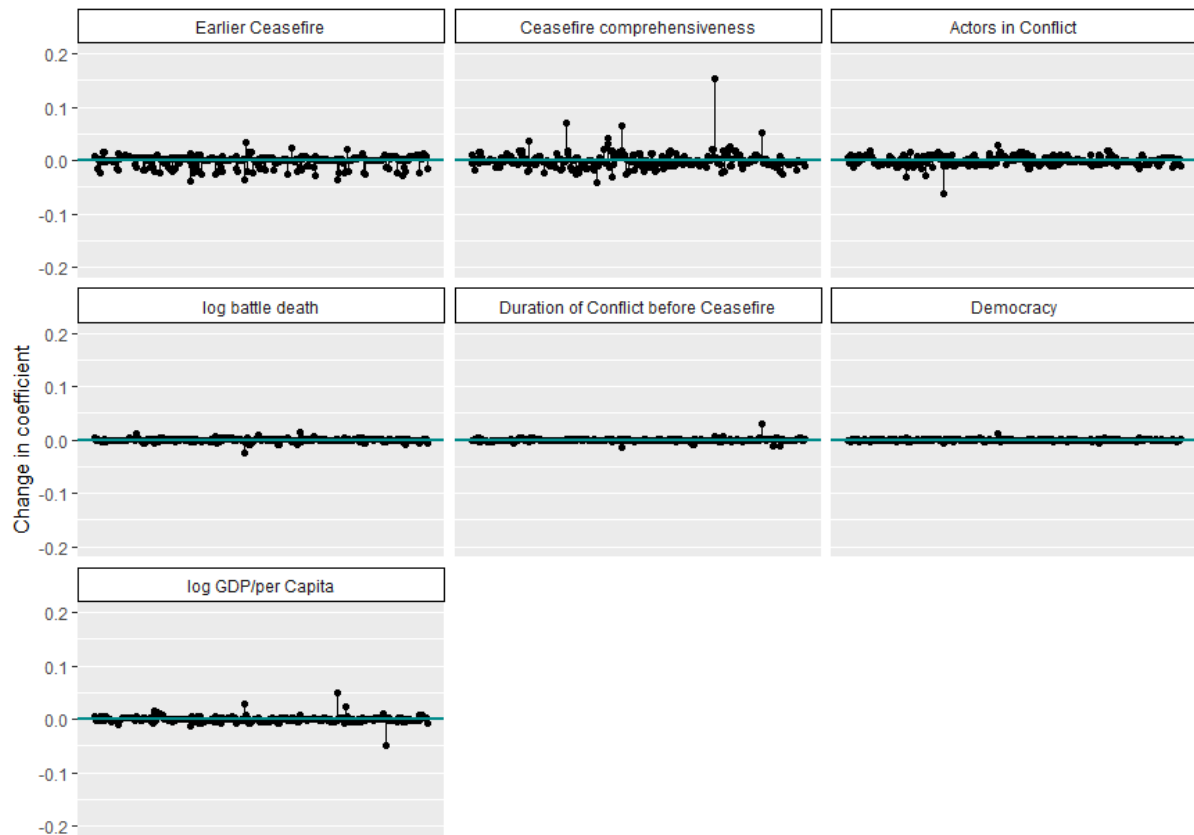 Earlier Ceasefire
Ceasefire comprehensiveness
Actors in Conflict
0.2
0.1
0.0
-0.1
-0.2
log battle death
Duration of Conflict before Ceasefire
Democracy
0.2
0.1
0.0
-0.1
-0.2
Change in coefficient
log GDP/per Capita
0.2
0.1
0.0
-0.1
-0.2